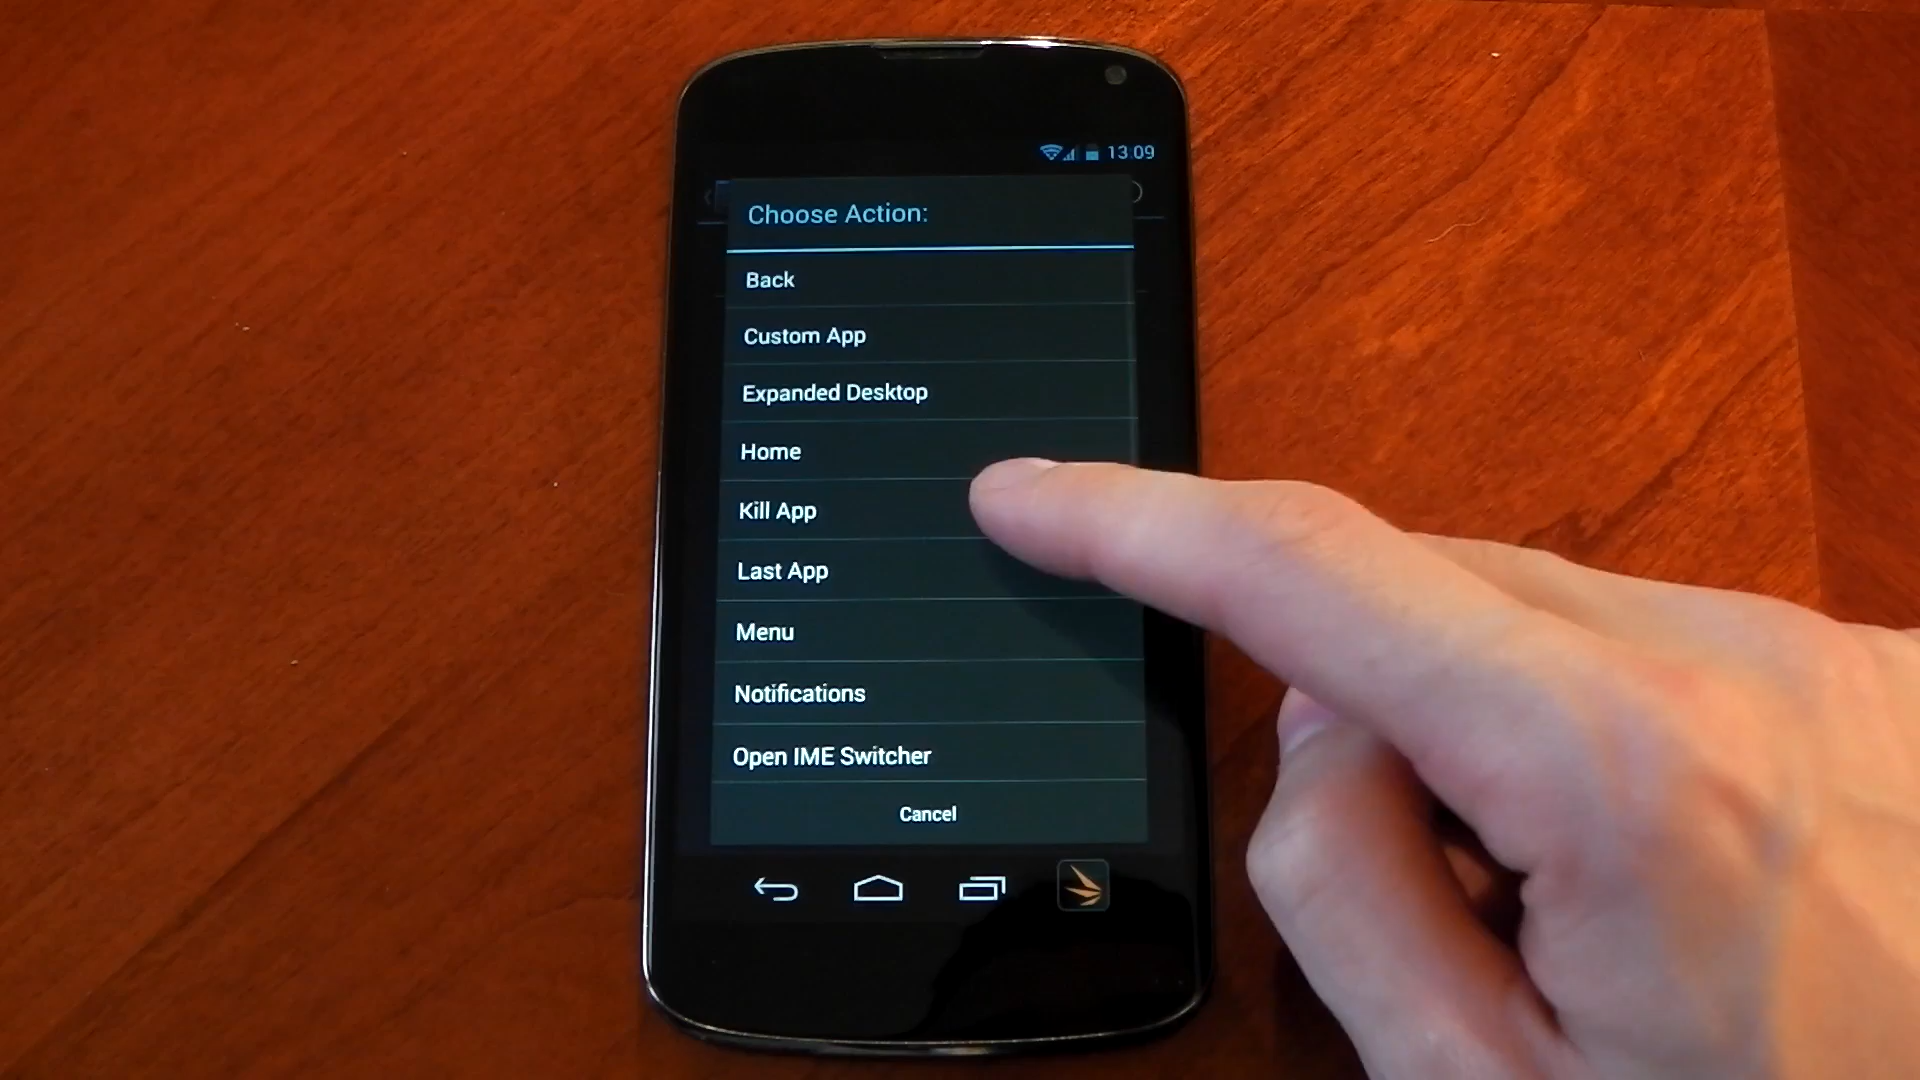 13:09
Choose Action:
Back
Custom App
Expanded Desktop
Home
Kill App
Last App
Menu
Notifications
Open IME Switcher
Cancel